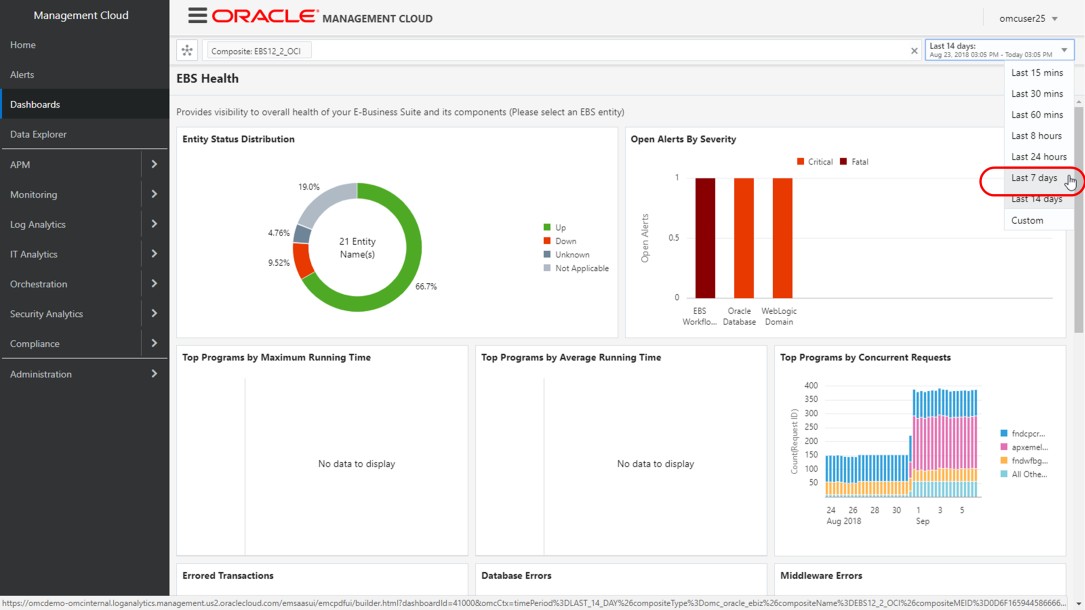 Management Cloud
ORACLE® MANAGEMENT CLOUD
omcuser25
Home
Alerts
Dashboards
Data Explorer
APM
Monitoring
Log Analytics
IT Analytics
Orchestration
Security Analytics
Compliance
Administration
Composite: EBS12_2_OCI
Last 14 days:
Aug 23, 2018 03:05 PM - Today 03:05 PM
Last 15 mins
Last 30 mins
Last 60 mins
Last 8 hours
Last 24 hours
Last 7 days
Last 14 days
Custom
EBS Health
Provides visibility to overall health of your E-Business Suite and its components (Please select an EBS entity)
Entity Status Distribution
19.0%
4.76%
9.52%
66.7%
21 Entity
Name(s)
Up
Down
Unknown
Not Applicable
Open Alerts By Severity
Critical Fatal
Open Alerts
1
0.5
0
EBS Workflo...
Oracle Database
WebLogic Domain
Top Programs by Maximum Running Time
No data to display
Top Programs by Average Running Time
No data to display
Top Programs by Concurrent Requests
Count(Request ID)
400
350
300
250
200
150
100
50
24 26 28 30 1 3 5
Aug 2018 Sep
fndcpcr...
apxemel...
fndwfbg...
All Othe...
Errored Transactions
Database Errors
Middleware Errors
https://omcdemo-omcinternal.loganalytics.management.us2.oraclecloud.com/emsaasui/emcpdfui/builder.html?dashboardId=41000&omcCtx=timePeriod%3DLAST_14_DAY%26compositeType%3Domc_oracle_ebiz%26compositeName%3DEBS12_2_OCI%26compositeMEID%3D0D6F165944586666...